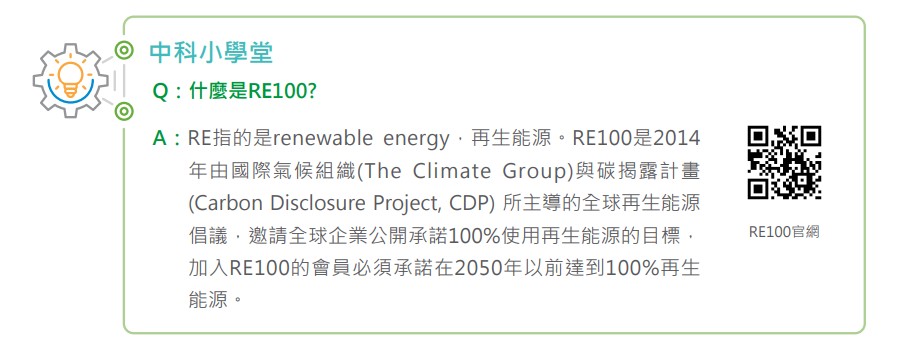 中科小學堂
Q：什麼是RE100?
A：RE指的是renewable energy，再生能源。RE100是2014
年由國際氣候組織(The Climate Group)與碳揭露計畫
(Carbon Disclosure Project, CDP) 所主導的全球再生能源
倡議，邀請全球企業公開承諾100%使用再生能源的目標，
加入RE100的會員必須承諾在2050年以前達到100%再生
能源。
RE100官網